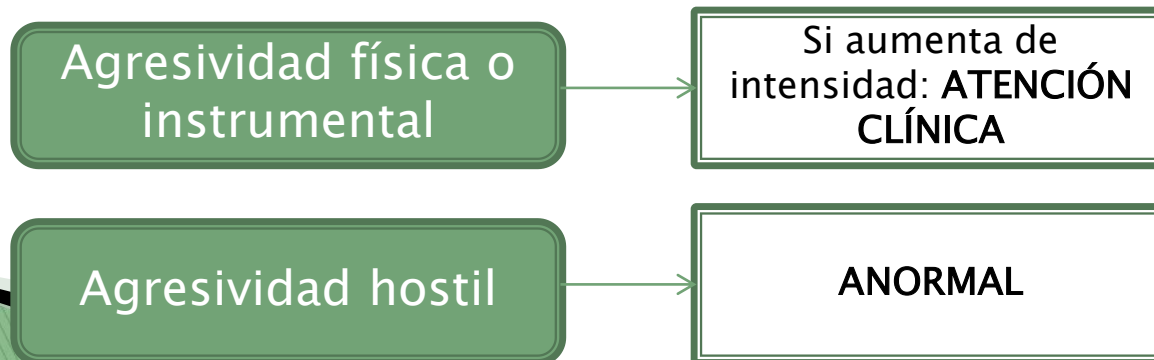 Agresividad física o
instrumental
Si aumenta de
intensidad: ATENCIÓN
CLÍNICA
Agresividad hostil
ANORMAL